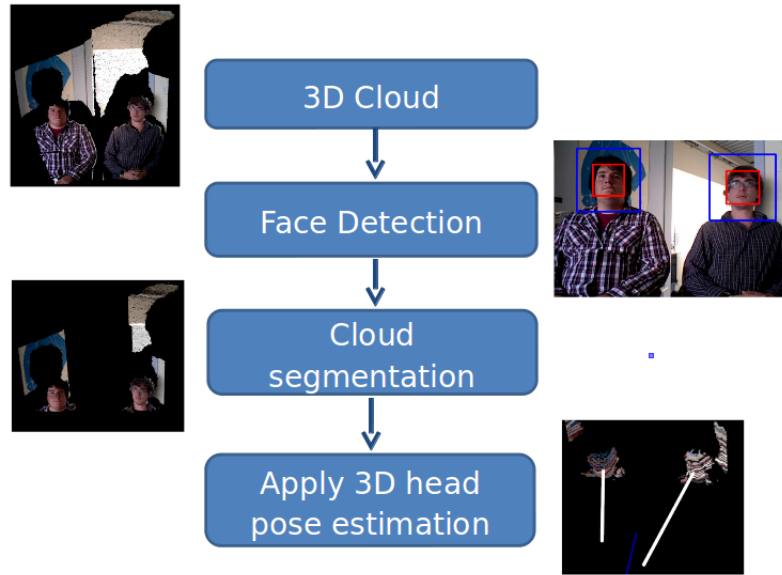 3D Cloud
Face Detection
Cloud
segmentation
Apply 3D head
pose estimation